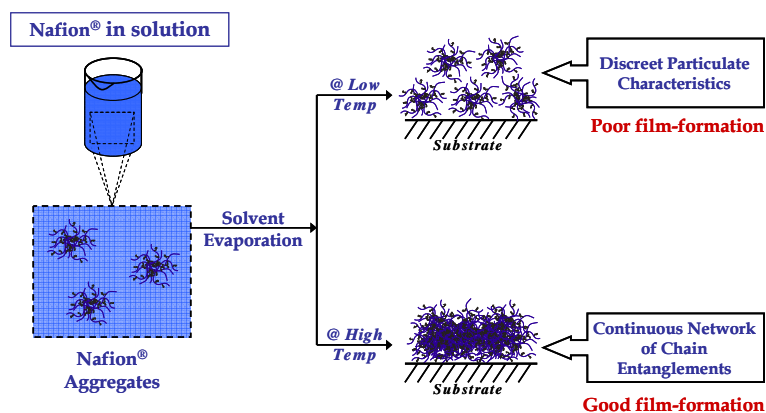 Nafion® in solution
@ Low
Temp
Substrate
Discreet Particulate
Characteristics
Poor film-formation
Solvent
Evaporation
Nafion®
Aggregates
@ High
Temp
Substrate
Continuous Network
of Chain
Entanglements
Good film-formation